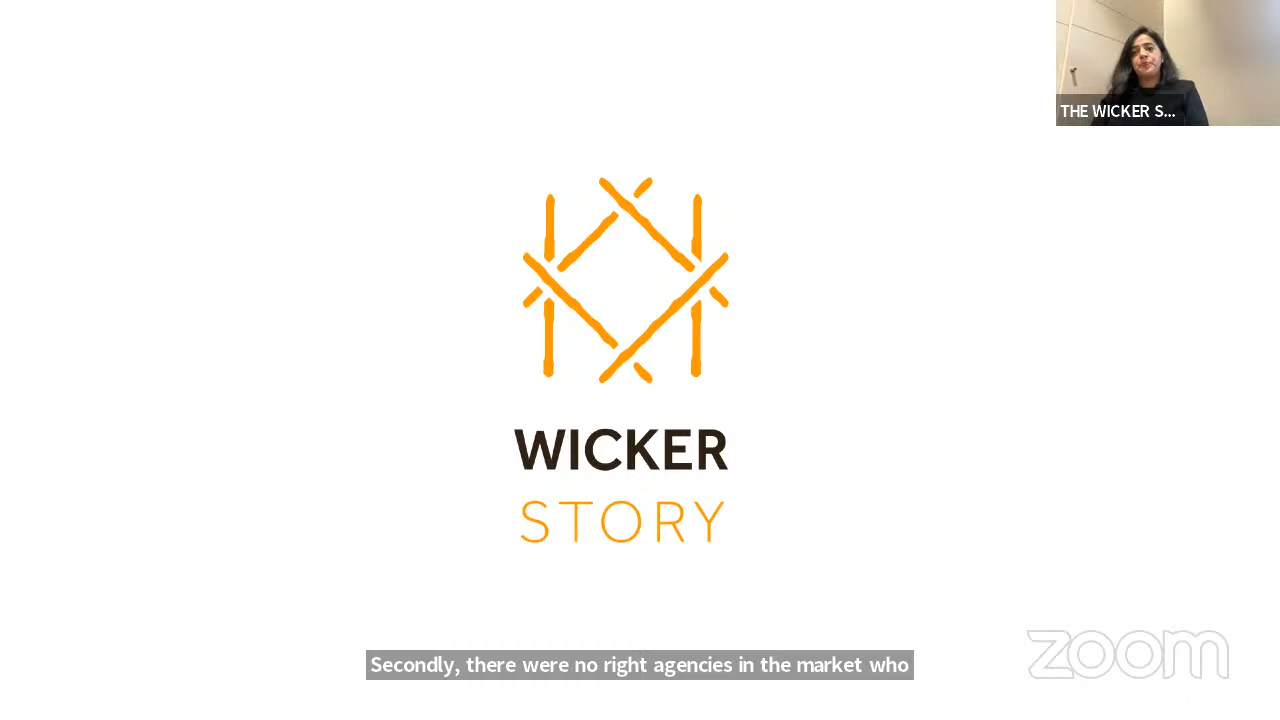 THE WICKER S...
WICKER
STORY
Secondly, there were no right agencies in the market who
zoom